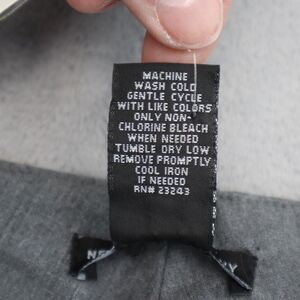 MACHINE
WASH COLD
GENTLE CYCLE
WITH LIKE COLORS
ONLY NON-
CHLORINE BLEACH
WHEN NEEDED
TUMBLE DRY LOW
REMOVE PROMPTLY
COOL IRON
IF NEEDED
RN# 23243